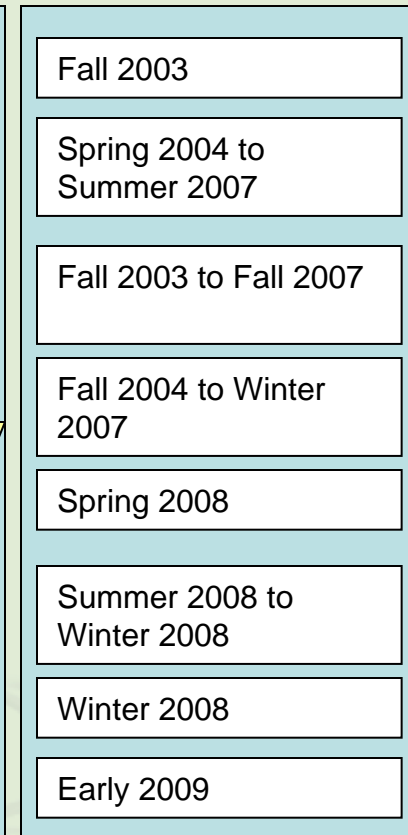 Fall 2003
Spring 2004 to
Summer 2007
Fall 2003 to Fall 2007
Fall 2004 to Winter
2007
Spring 2008
Summer 2008 to
Winter 2008
Winter 2008
Early 2009